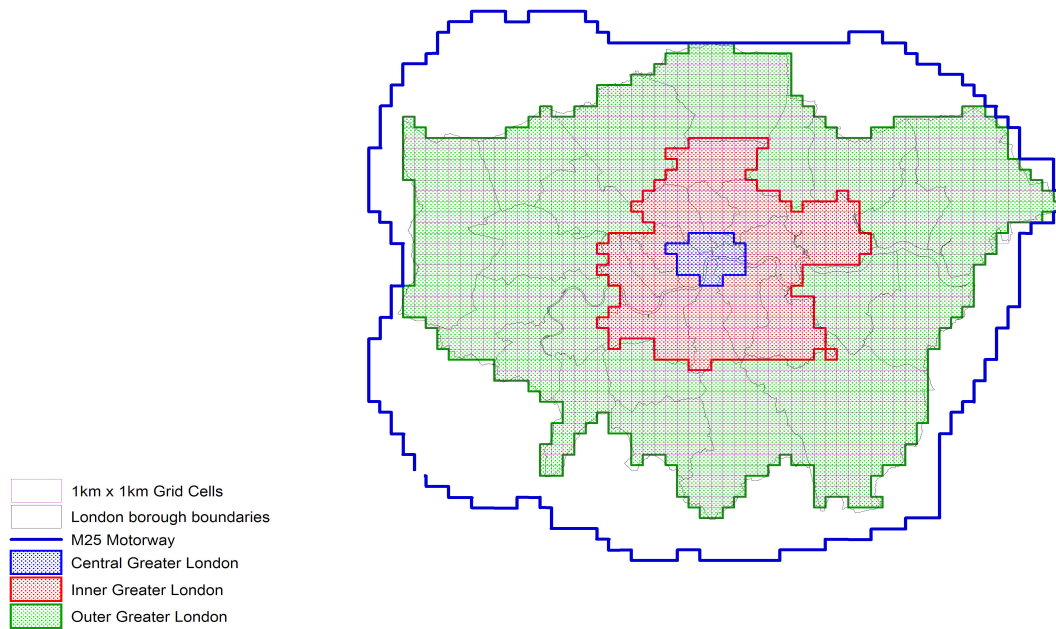 1km x 1km Grid Cells
London borough boundaries
M25 Motorway
Central Greater London
Inner Greater London
Outer Greater London